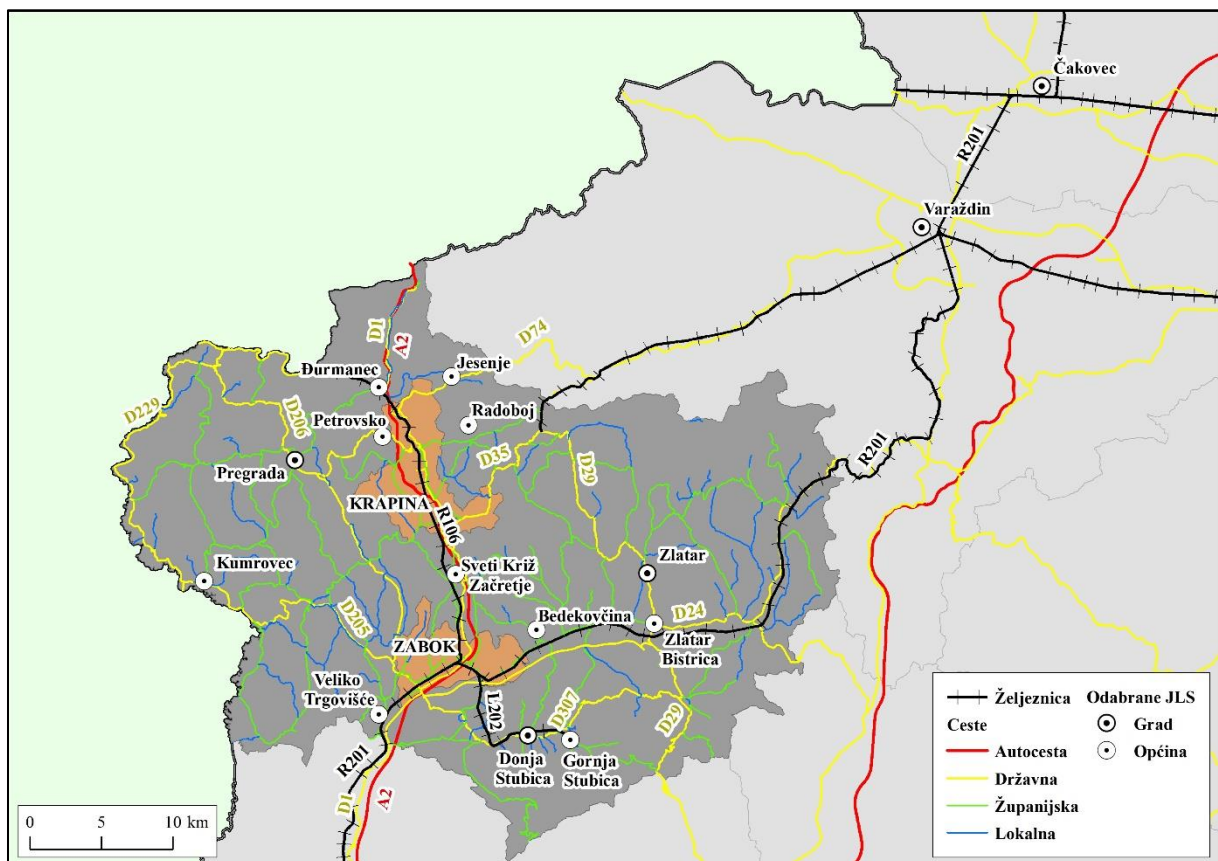 Čakovec
R201
Varaždin
D1
A2
D74
Đurmanec
Jesenje
D229
D206
Petrovsko
Radoboj
Pregrada
D35
D29
R201
KRAPINA
R106
Kumrovec
Sveti Križ
Začretje
Zlatar
D205
Bedekovčina
D24
ZABOK
Zlatar
Bistrica
Veliko
Trgovišće
L202
D307
D29
R201
Donja
Stubica
Gornja
Stubica
D1
A2
0 5 10 km
Željeznica
Ceste
Autocesta
Državna
Županijska
Lokalna
Odabrane JLS
Grad
Općina